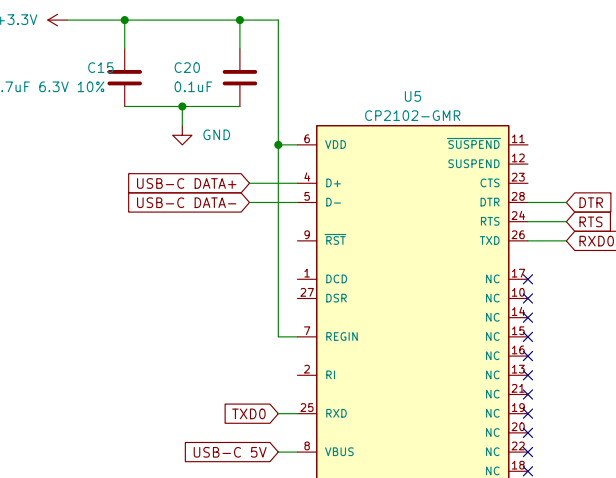 +3.3V
C15
.7uF 6.3V 10%
C20
0.1uF
GND
U5
CP2102-GMR
6 VDD
SUSPEND 11
SUSPEND 12
USB-C DATA+ 4 D+
CTS 23
USB-C DATA- 5 D-
DTR 28 DTR
RTS 24 RTS
9 RST
TXD 26 RXD0
1 DCD
NC 17
27 DSR
NC 10
NC 14
7 REGIN
NC 15
NC 16
2 RI
NC 13
NC 21
TXD0 25 RXD
NC 19
NC 20
USB-C 5V 8 VBUS
NC 22
NC 18